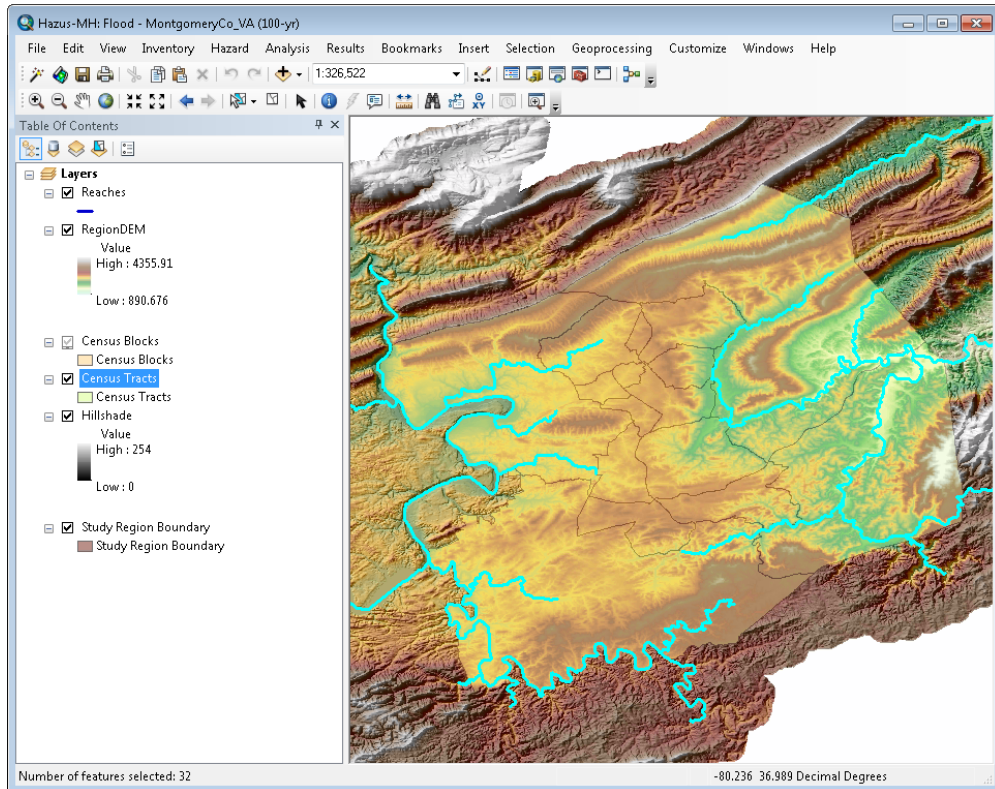 Hazus-MH: Flood - MontgomeryCo_VA (100-yr)
File Edit View Inventory Hazard Analysis Results Bookmarks Insert Selection Geoprocessing Customize Windows Help
1:326,522
XY
Table Of Contents
Layers
Reaches
RegionDEM
Value
High : 4355.91
Low : 890.676
Census Blocks
Census Blocks
Census Tracts
Census Tracts
Hillshade
Value
High : 254
Low : 0
Study Region Boundary
Study Region Boundary
Number of features selected: 32
-80.236 36.989 Decimal Degrees